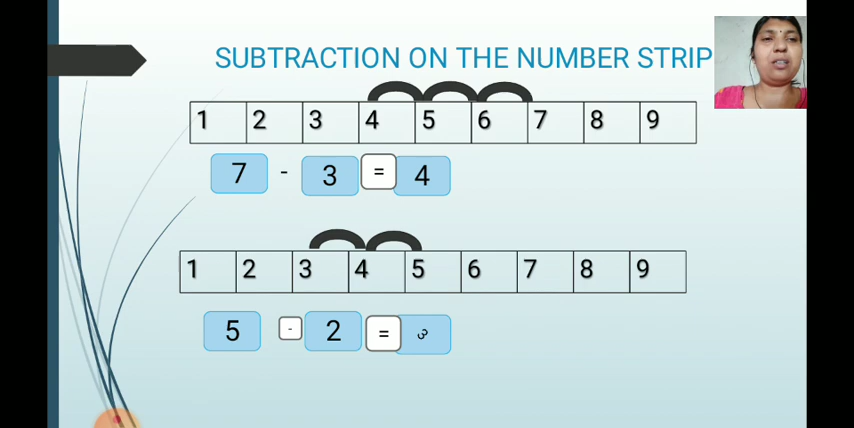 SUBTRACTION ON THE NUMBER STRIP
1 2 3 4 5 6 7 8 9
7 - 3 = 4
1 2 3 4 5 6 7 8 9
5 - 2 = 3